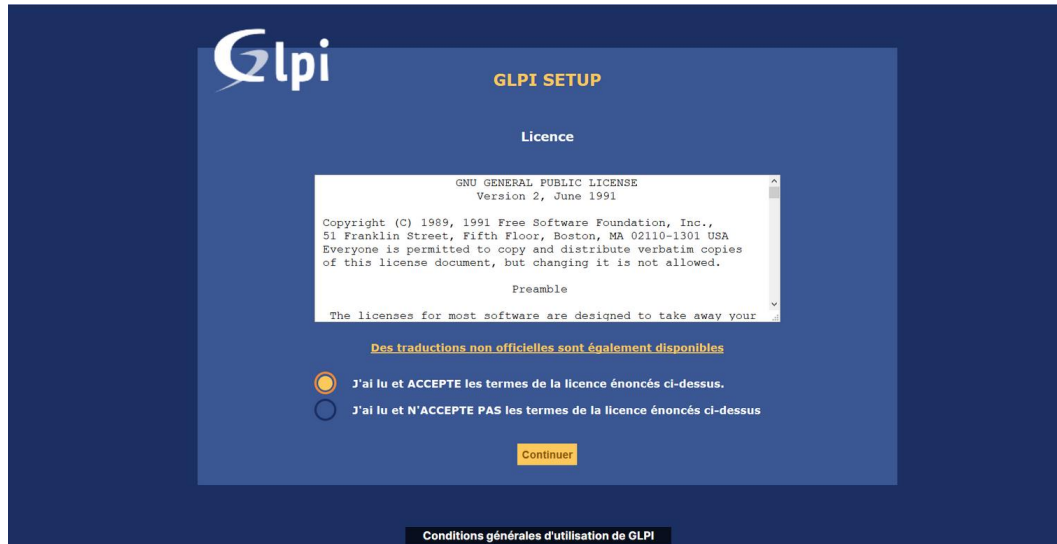 Glpi
GLPI SETUP
Licence
GNU GENERAL PUBLIC LICENSE
Version 2, June 1991
Copyright (C) 1989, 1991 Free Software Foundation, Inc.,
51 Franklin Street, Fifth Floor, Boston, MA 02110-1301 USA
Everyone is permitted to copy and distribute verbatim copies
of this license document, but changing it is not allowed.
Preamble
The licenses for most software are designed to take away your
Des traductions non officielles sont également disponibles
J'ai lu et ACCEPTE les termes de la licence énoncés ci-dessus.
J'ai lu et N'ACCEPTE PAS les termes de la licence énoncés ci-dessus
Continuer
Conditions générales d'utilisation de GLPI